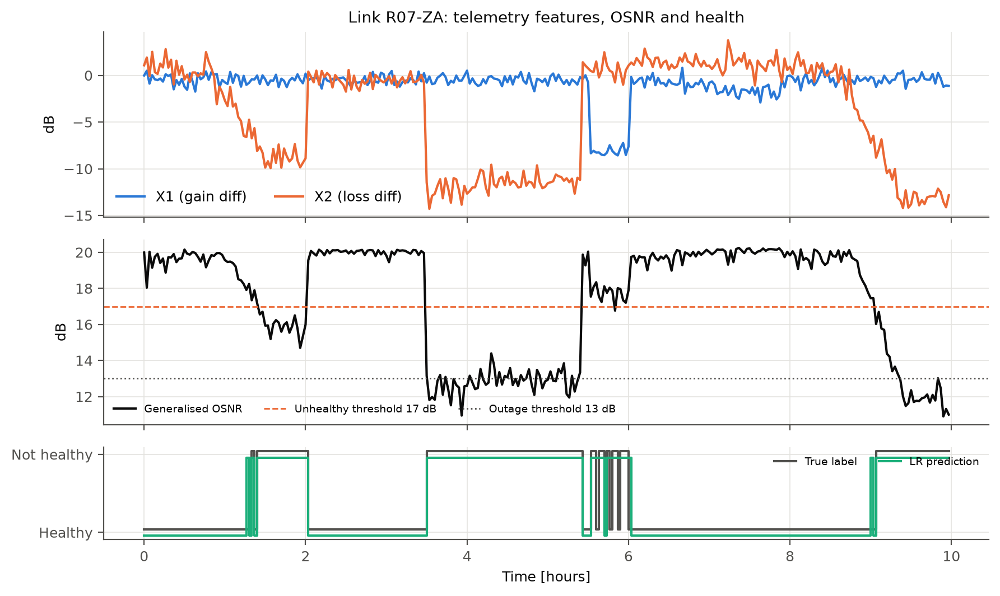 Link R07-ZA: telemetry features, OSNR and health
dB
0
−5
−10
−15
X1 (gain diff)
X2 (loss diff)
dB
20
18
16
14
12
Generalised OSNR
Unhealthy threshold 17 dB
Outage threshold 13 dB
Not healthy
Healthy
True label
LR prediction
0
2
4
6
8
10
Time [hours]